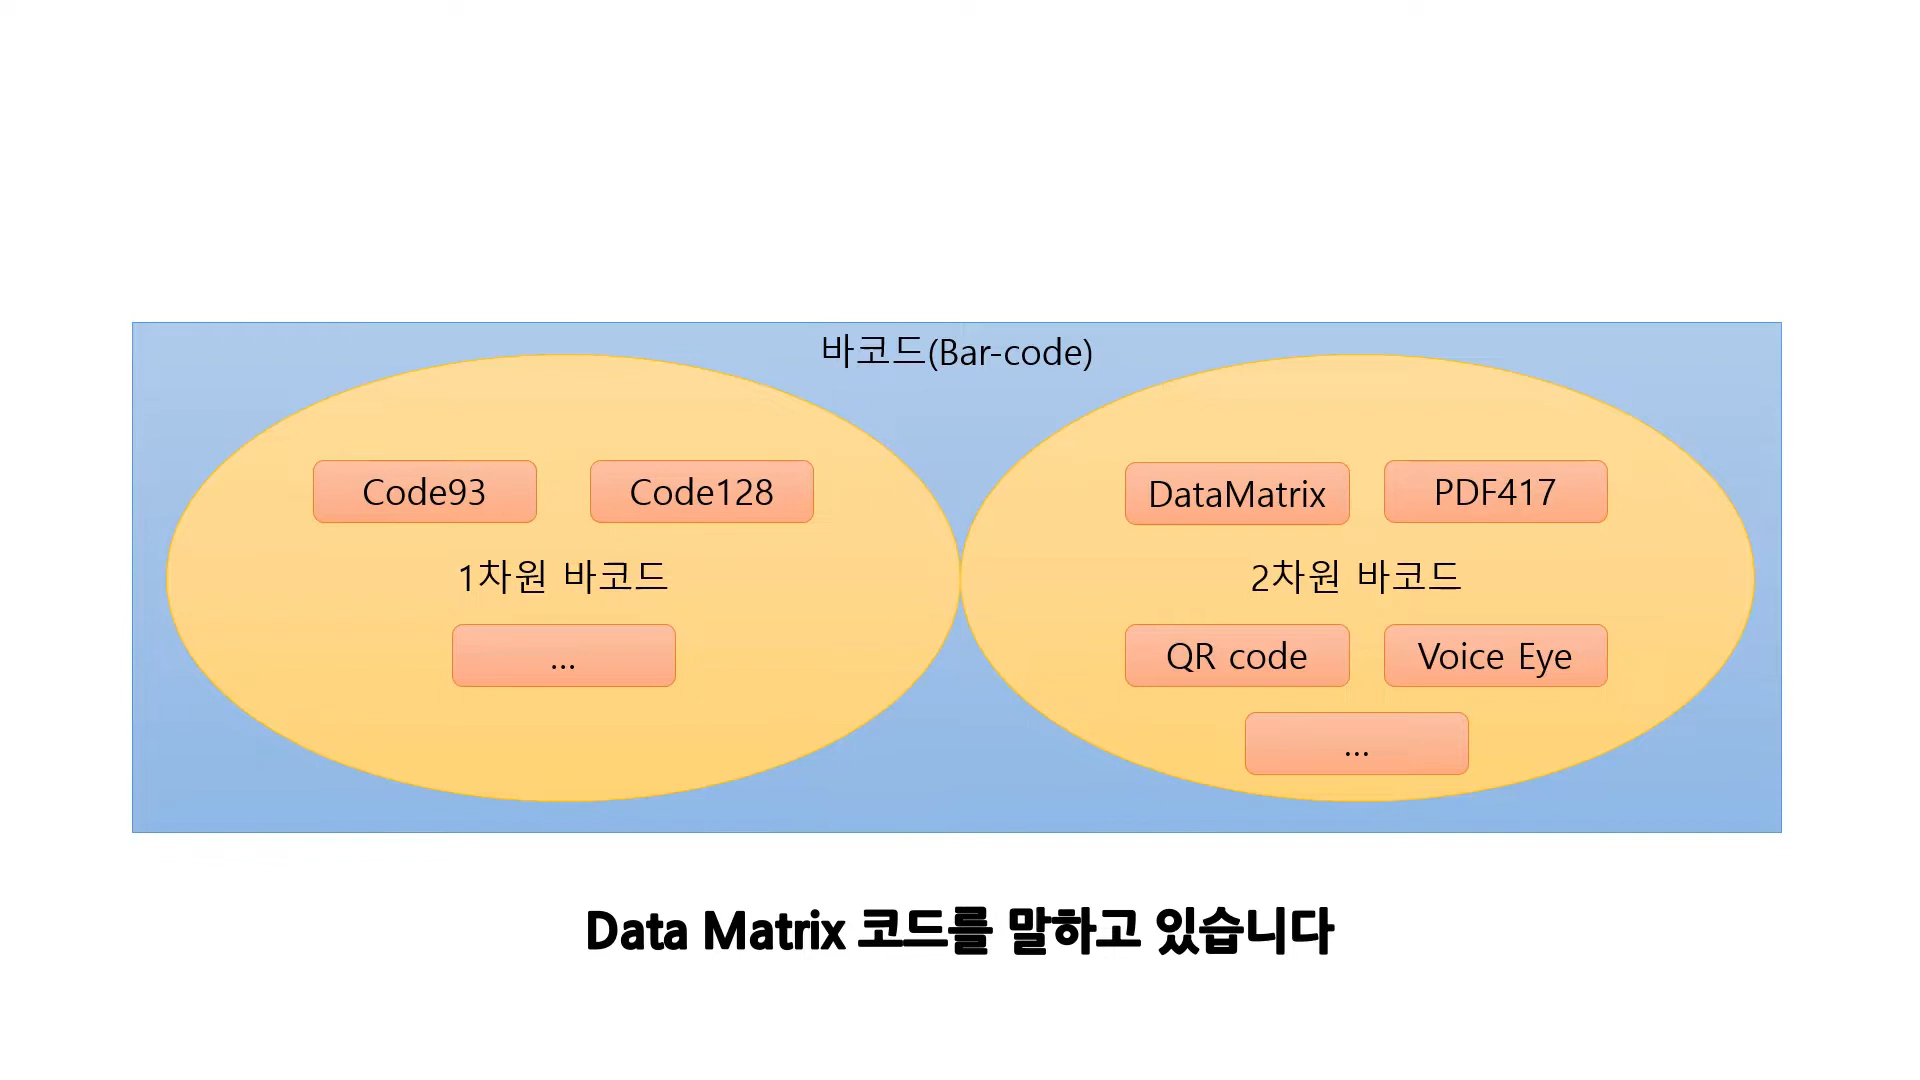 바코드(Bar-code)
Code93 Code128
1차원 바코드
...
DataMatrix PDF417
2차원 바코드
QR code Voice Eye
...
Data Matrix 코드를 말하고 있습니다